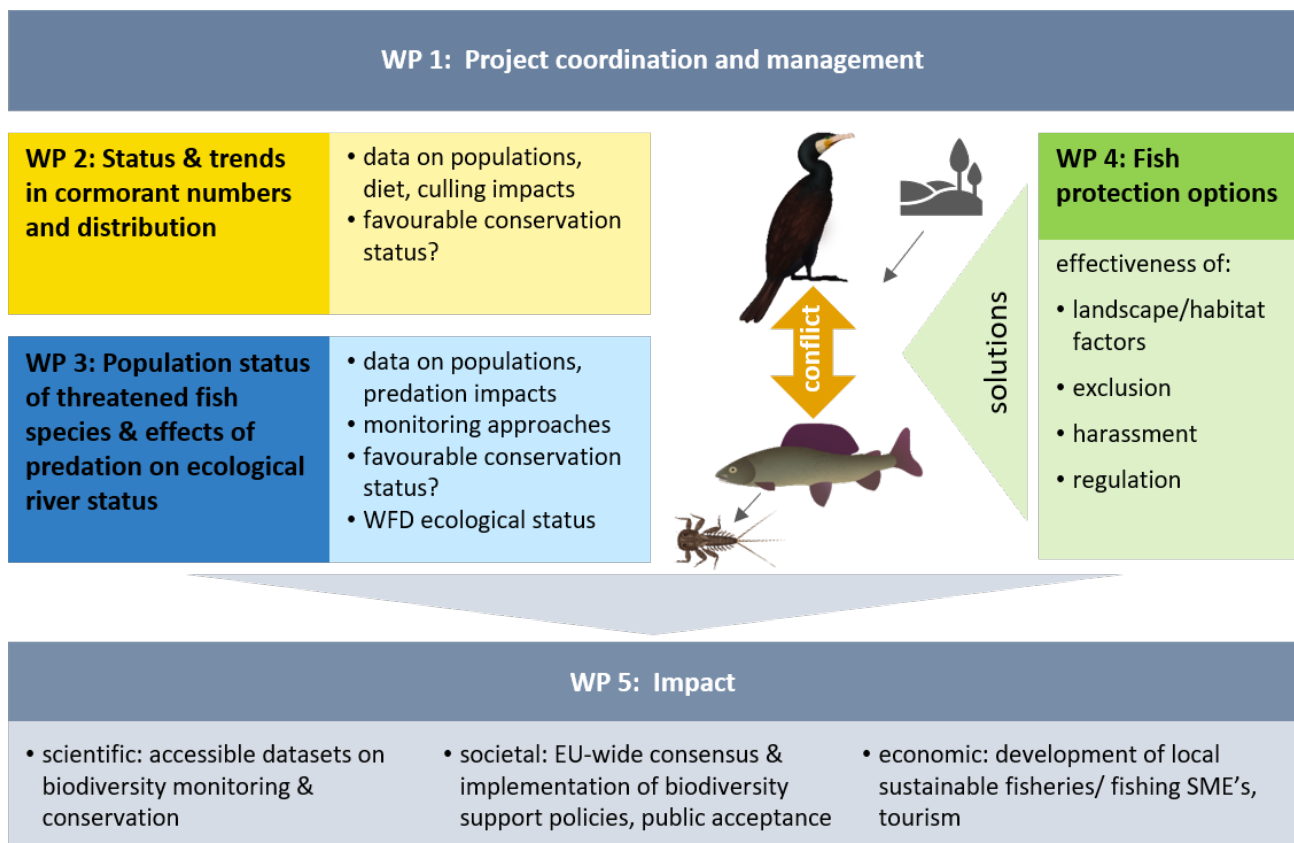 WP 1:  Project coordination and management
WP 2: Status & trends
in cormorant numbers
and distribution
• data on populations,
diet, culling impacts
• favourable conservation
status?
WP 3: Population status
of threatened fish
species & effects of
predation on ecological
river status
• data on populations,
predation impacts
• monitoring approaches
• favourable conservation
status?
• WFD ecological status
conflict
solutions
WP 4: Fish
protection options
effectiveness of:
• landscape/habitat
factors
• exclusion
• harassment
• regulation
WP 5:  Impact
• scientific: accessible datasets on
biodiversity monitoring &
conservation
• societal: EU-wide consensus &
implementation of biodiversity
support policies, public acceptance
• economic: development of local
sustainable fisheries/ fishing SME's,
tourism